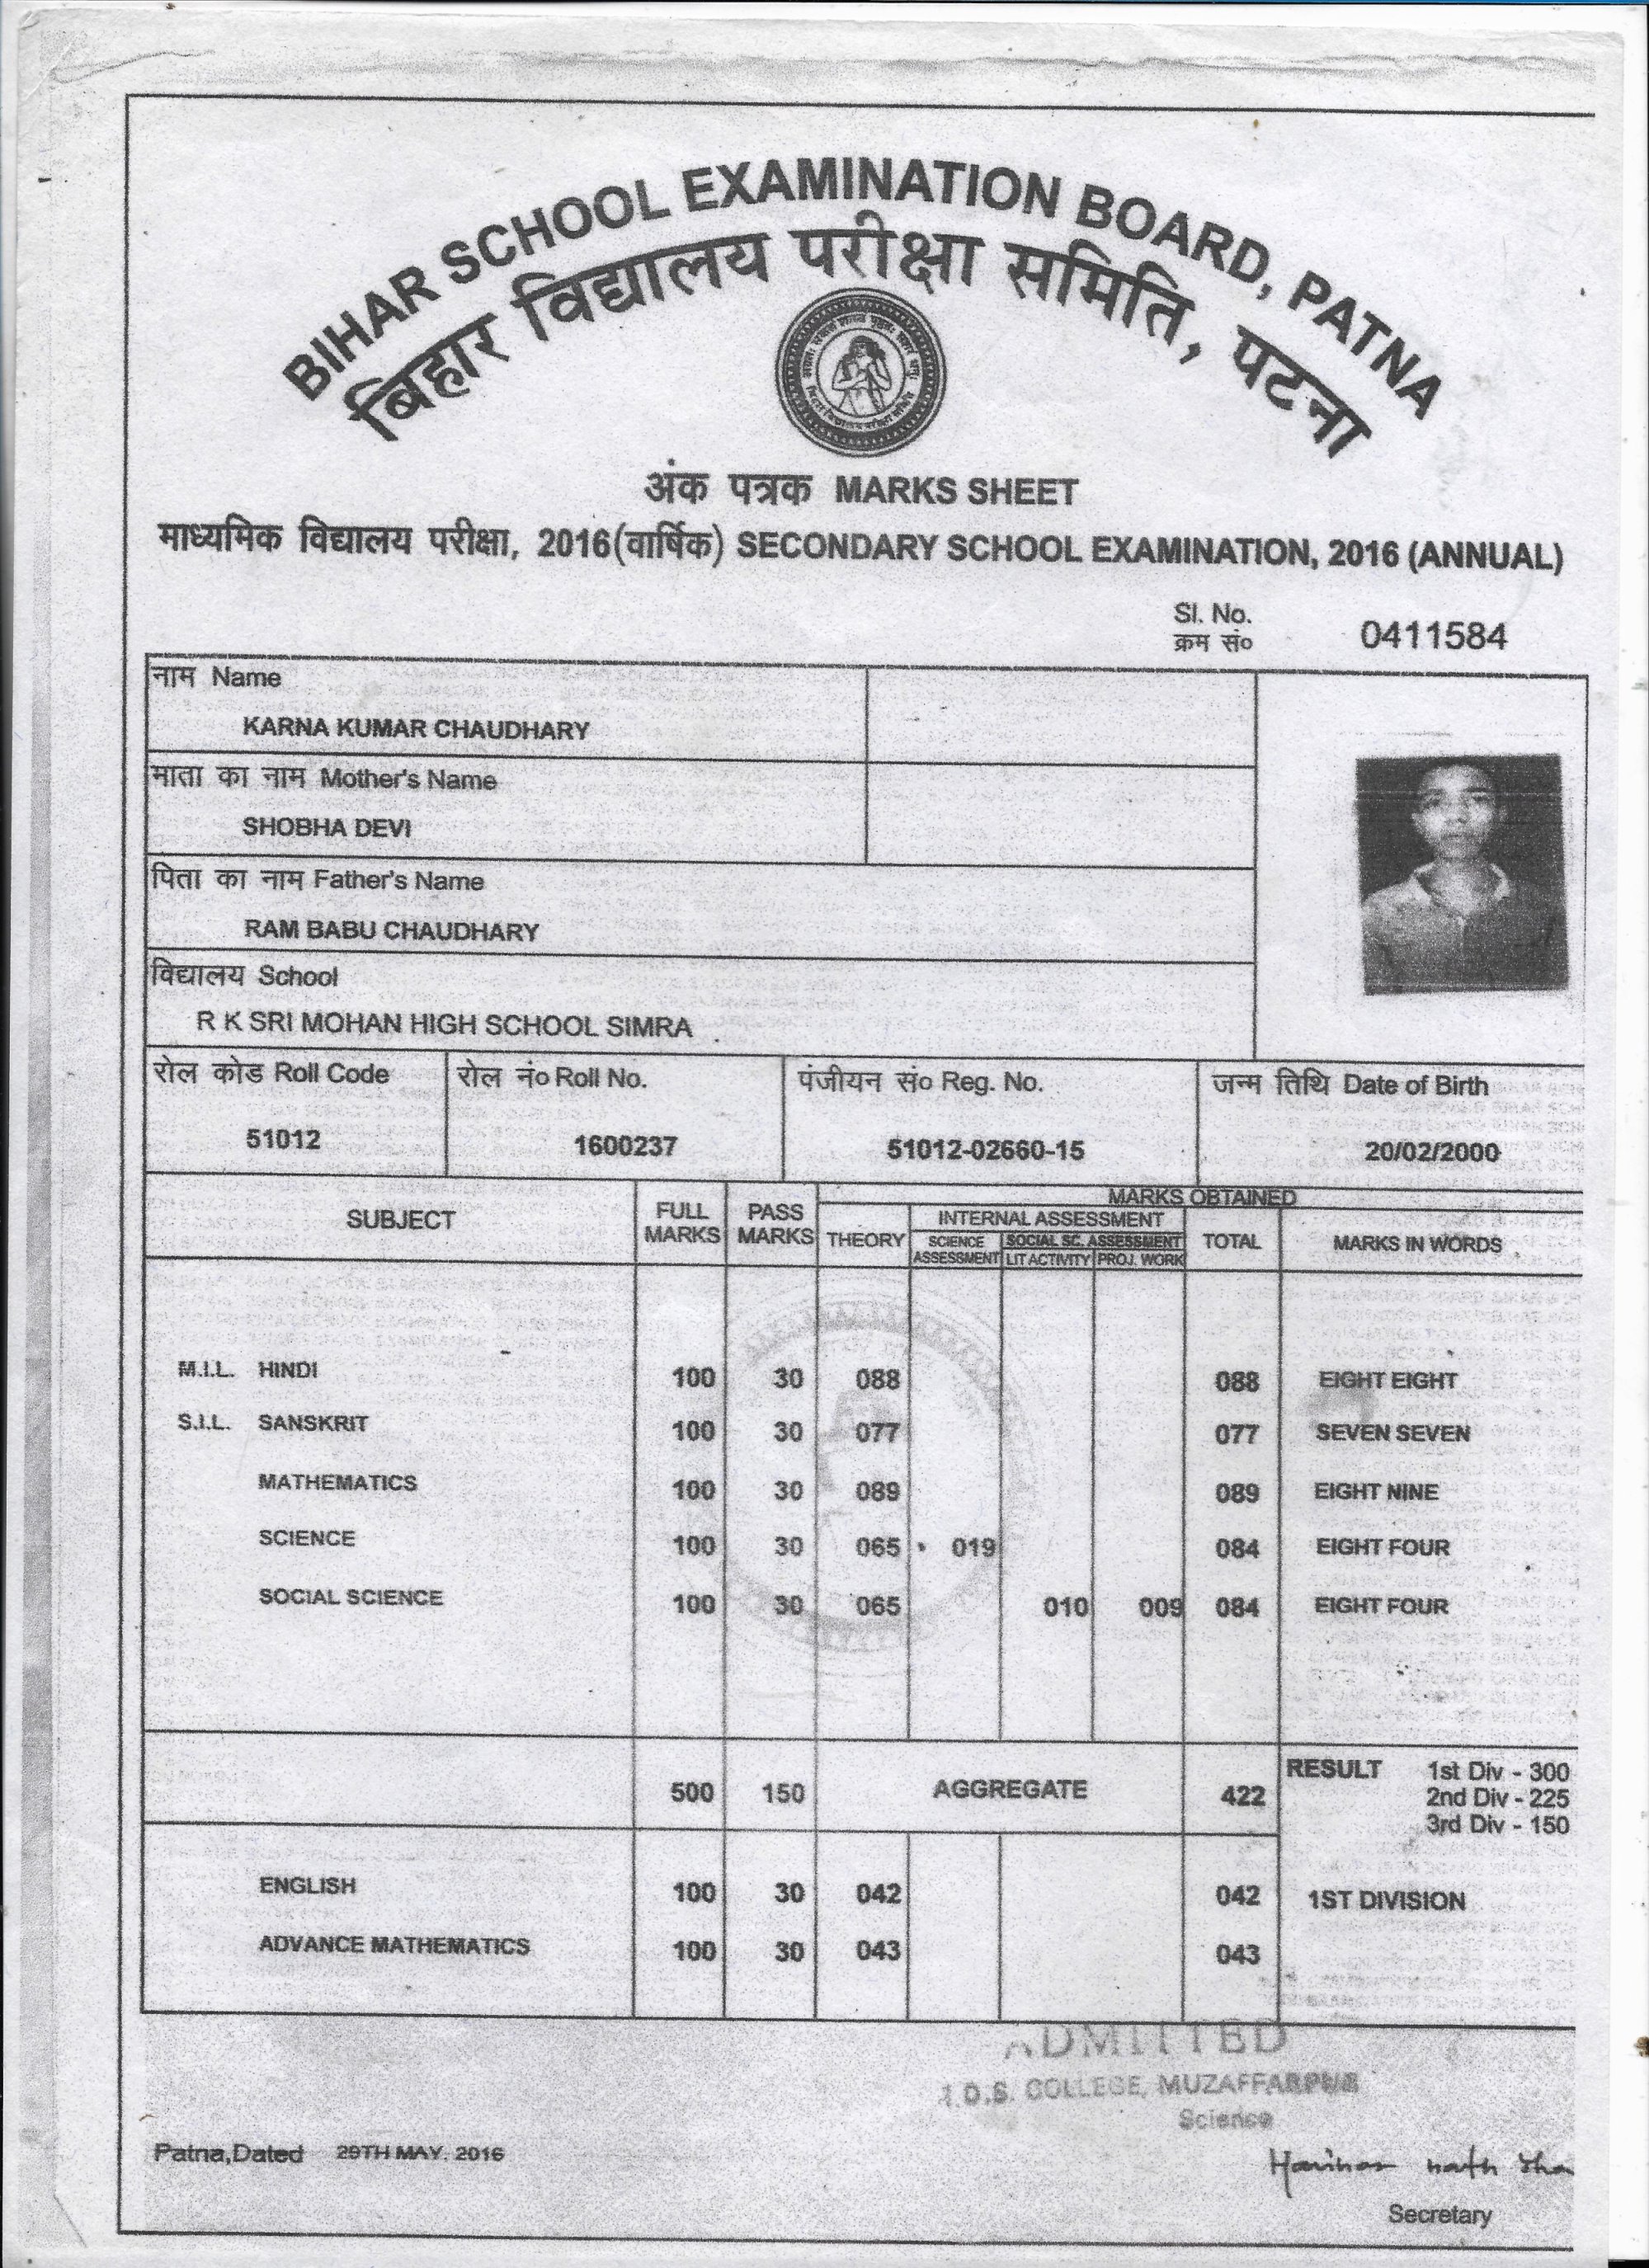 BIHAR SCHOOL EXAMINATION BOARD, PATNA
बिहार विद्यालय परीक्षा समिति, पटना
अंक पत्रक MARKS SHEET
माध्यमिक विद्यालय परीक्षा, 2016(वार्षिक) SECONDARY SCHOOL EXAMINATION, 2016 (ANNUAL)
Sl. No.
क्रम सं० 0411584
नाम Name
KARNA KUMAR CHAUDHARY
माता का नाम Mother's Name
SHOBHA DEVI
पिता का नाम Father's Name
RAM BABU CHAUDHARY
विद्यालय School
R K SRI MOHAN HIGH SCHOOL SIMRA
रोल कोड Roll Code रोल नं० Roll No. पंजीयन सं० Reg. No. जन्म तिथि Date of Birth
51012 1600237 51012-02660-15 20/02/2000
MARKS OBTAINED
SUBJECT FULL MARKS PASS MARKS THEORY INTERNAL ASSESSMENT TOTAL MARKS IN WORDS
SCIENCE ASSESSMENT SOCIAL SC. ASSESSMENT
LIT ACTIVITY PROJ. WORK
M.I.L. HINDI 100 30 088 088 EIGHT EIGHT
S.I.L. SANSKRIT 100 30 077 077 SEVEN SEVEN
MATHEMATICS 100 30 089 089 EIGHT NINE
SCIENCE 100 30 065 019 084 EIGHT FOUR
SOCIAL SCIENCE 100 30 065 010 009 084 EIGHT FOUR
500 150 AGGREGATE 422
RESULT 1st Div - 300
2nd Div - 225
3rd Div - 150
ENGLISH 100 30 042 042 1ST DIVISION
ADVANCE MATHEMATICS 100 30 043 043
ADMITTED
COLLEGE, MUZAFFARPUR
Science
Patna,Dated 29TH MAY. 2016
Secretary